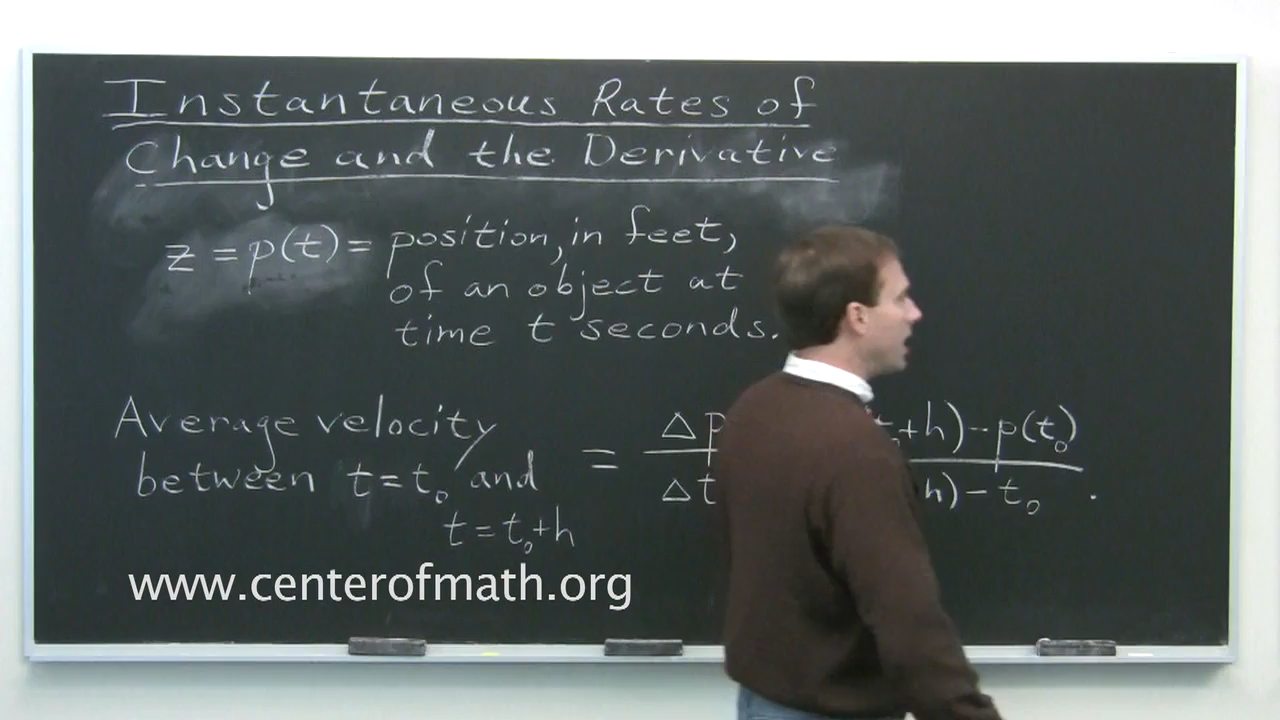 Instantaneous Rates of
Change and the Derivative
z = p(t) = position, in feet,
of an object at
time t seconds.
Average velocity
between t = t₀ and
t = t₀+h
= Δp / Δt
₀+h) - p(t₀)
h) - t₀ .
www.centerofmath.org